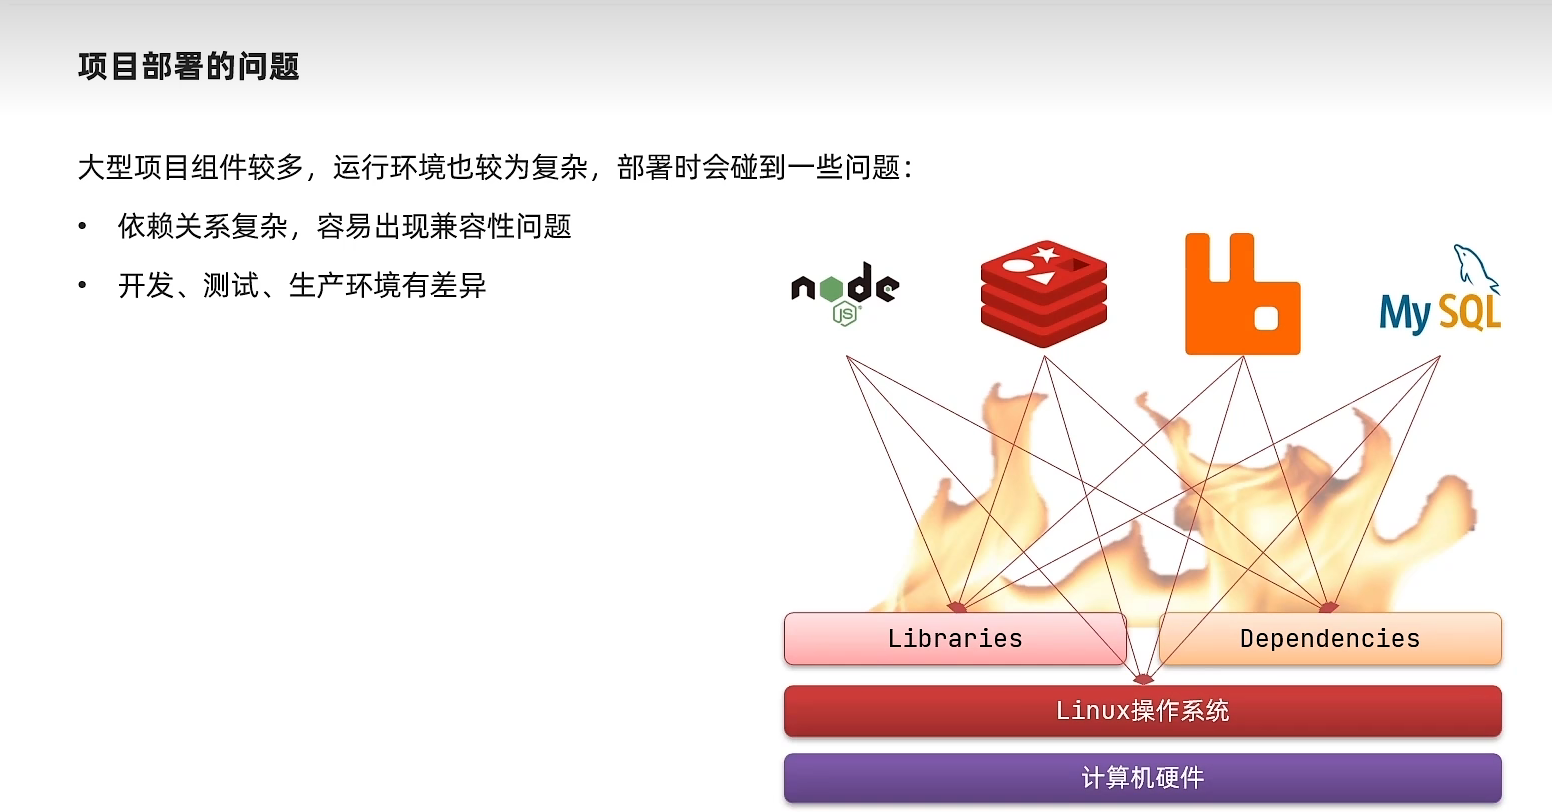 项目部署的问题
大型项目组件较多，运行环境也较为复杂，部署时会碰到一些问题：
• 依赖关系复杂，容易出现兼容性问题
• 开发、测试、生产环境有差异
node
JS
MySQL
Libraries
Dependencies
Linux操作系统
计算机硬件